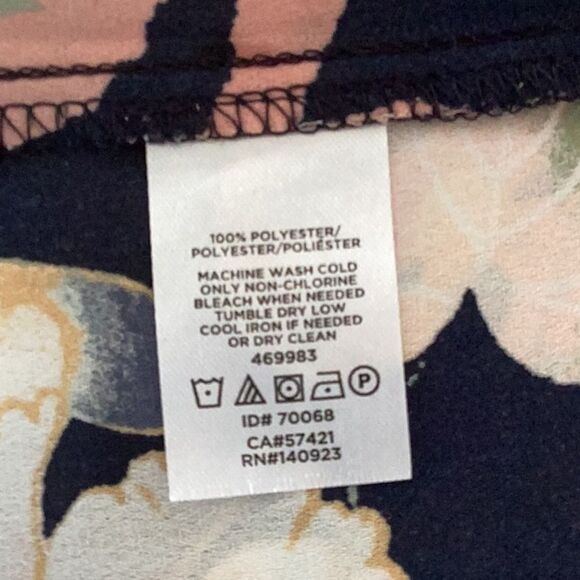 100% POLYESTER/
POLYESTER/POLIÉSTER
MACHINE WASH COLD
ONLY NON-CHLORINE
BLEACH WHEN NEEDED
TUMBLE DRY LOW
COOL IRON IF NEEDED
OR DRY CLEAN
469983
P
ID# 70068
CA#57421
RN#140923